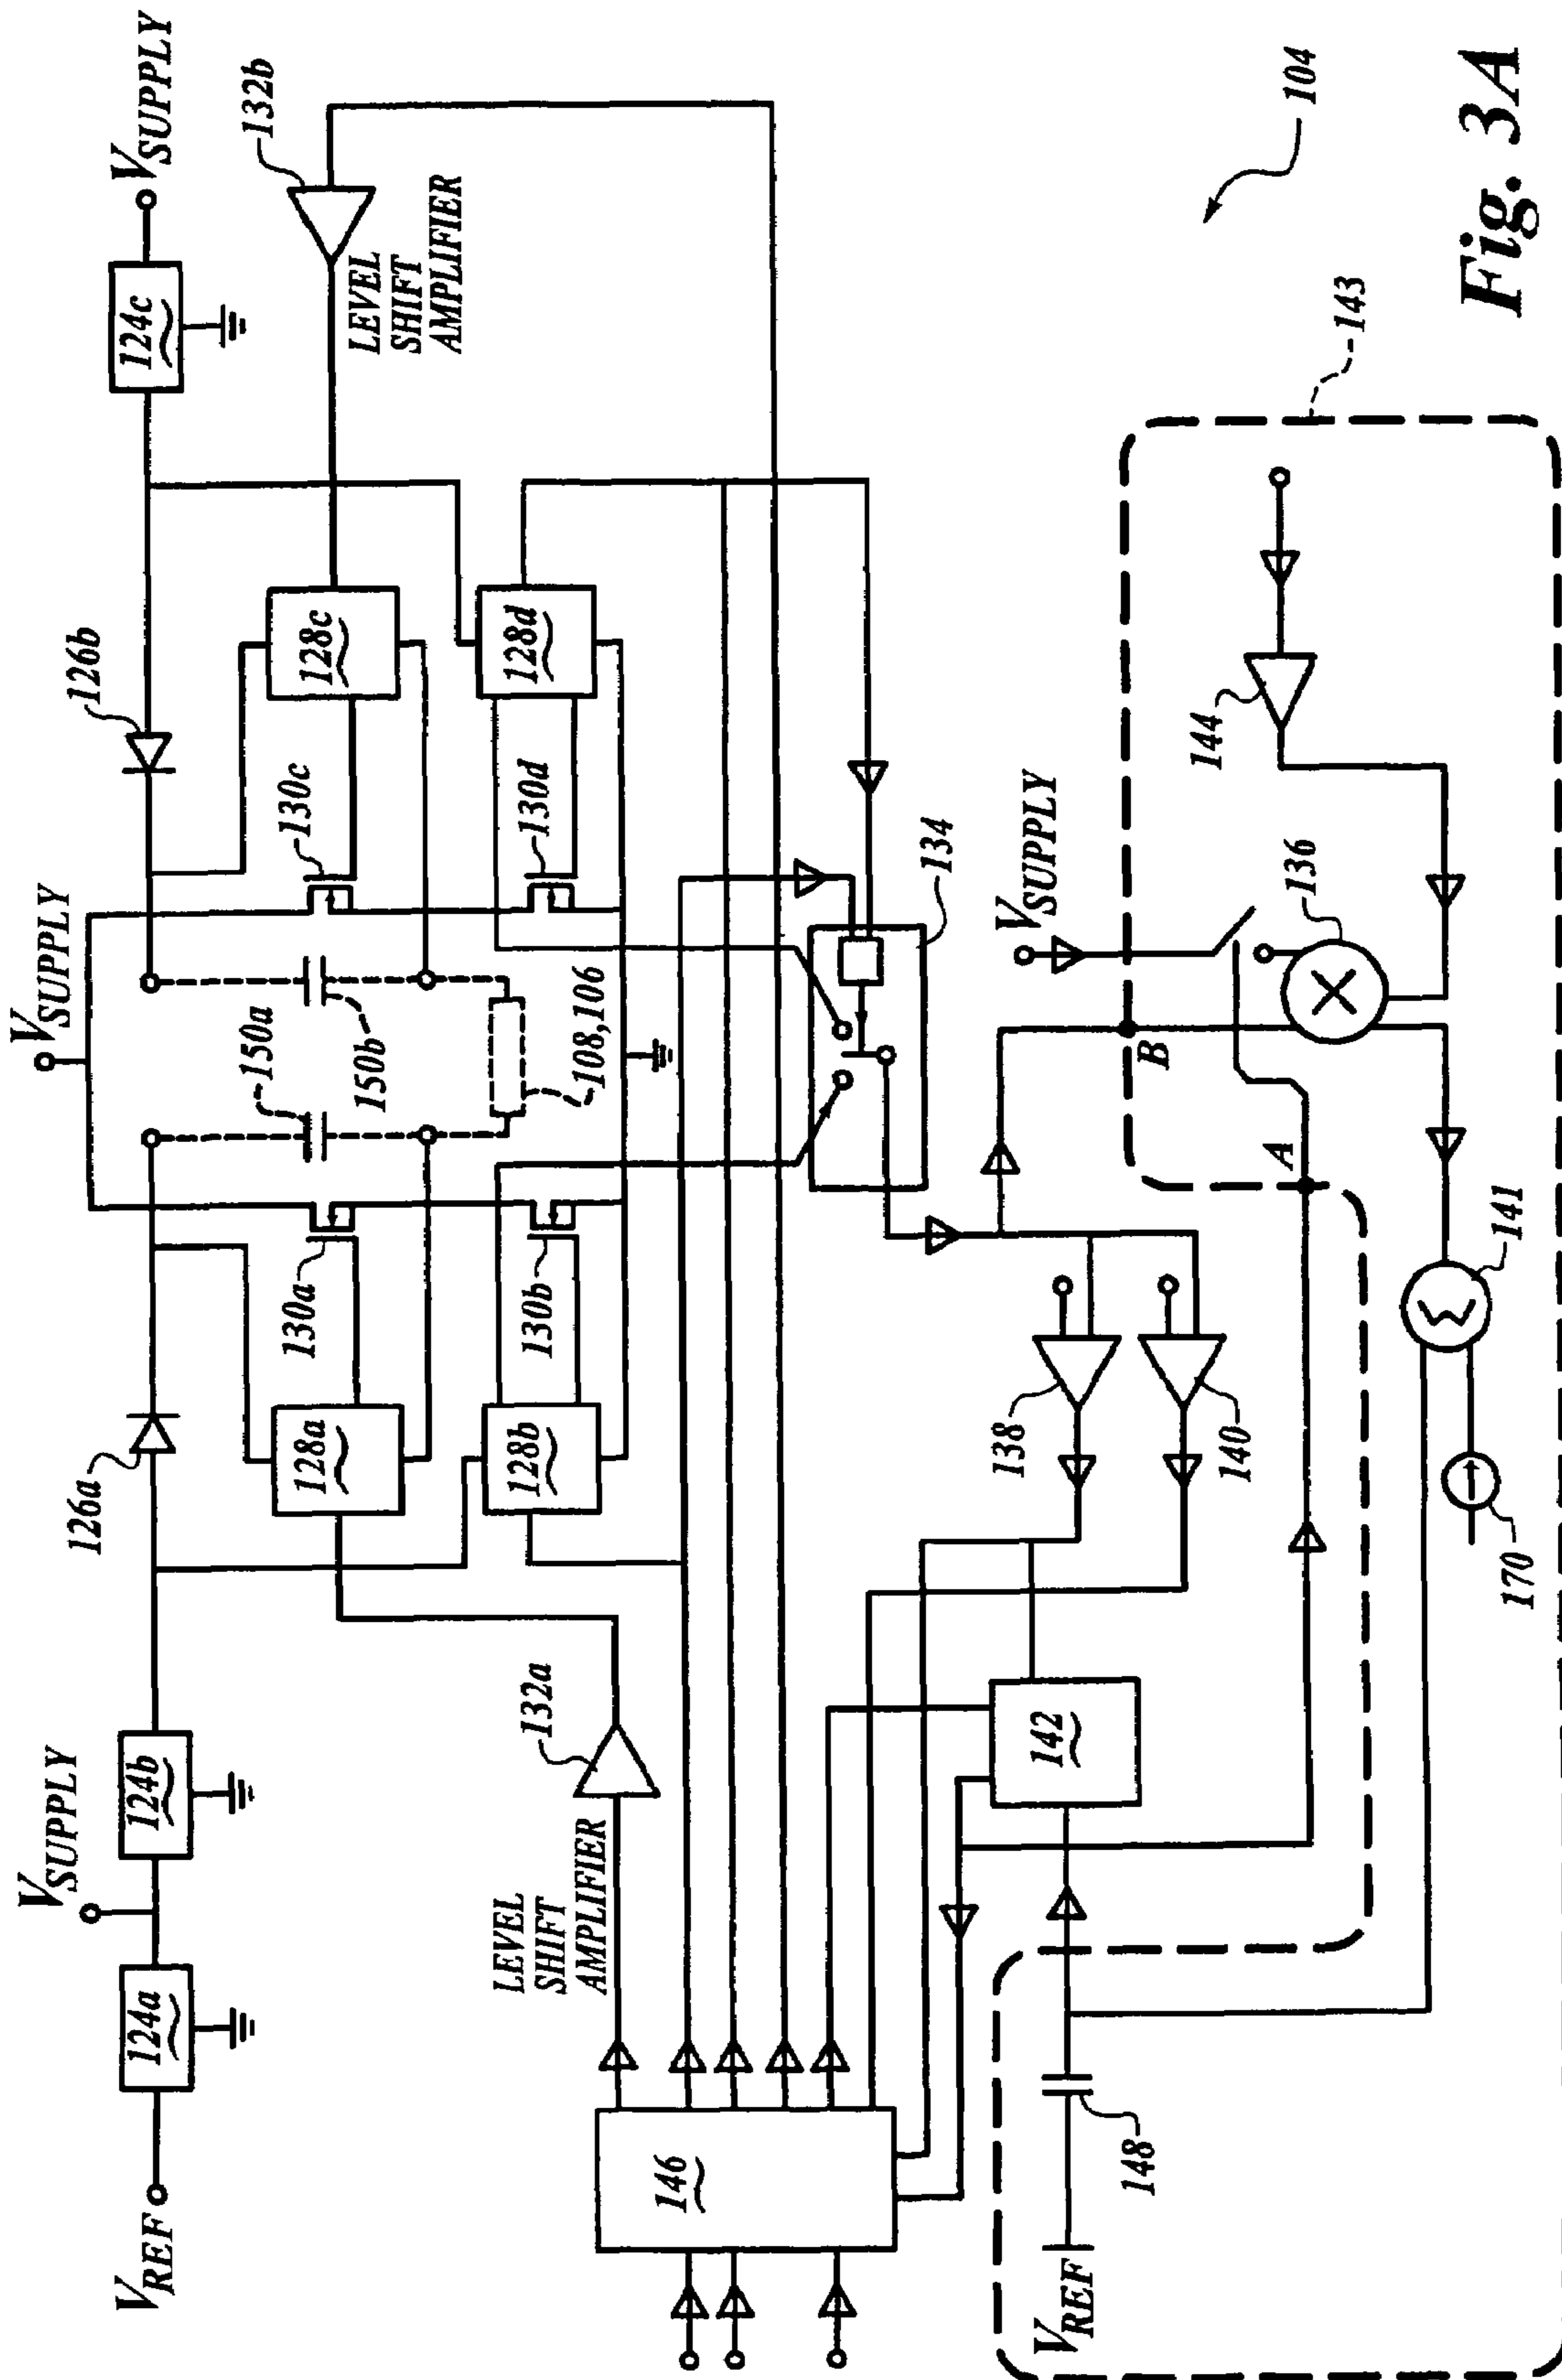 V_SUPPLY
V_SUPPLY
V_SUPPLY
V_REF
124a
124b
126a
126b
124c
150a
150b
128a
130a
130c
128c
132b
LEVEL
SHIFT
AMPLIFIER
LEVEL
SHIFT
AMPLIFIER
132a
128b
130b
108,106
130d
128d
146
134
142
138
140
V_SUPPLY
B
A
136
144
143
104
V_REF
148
170
141
Fig. 3A